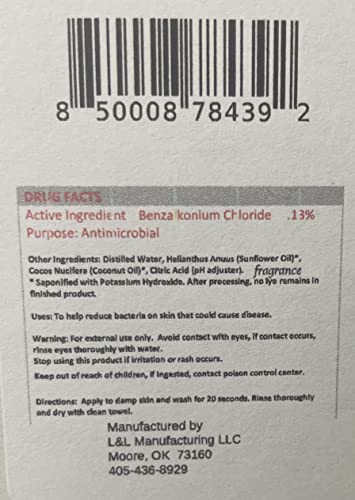 8 50008 78439 2
DRUG FACTS
Active Ingredient Benzalkonium Chloride .13%
Purpose: Antimicrobial
Other Ingredients: Distilled Water, Helianthus Anuus (Sunflower Oil)*,
Cocos Nucifera (Coconut Oil)*, Citric Acid (pH adjuster). fragrance
* Saponified with Potassium Hydroxide. After processing, no lye remains in
finished product.
Uses: To help reduce bacteria on skin that could cause disease.
Warning: For external use only. Avoid contact with eyes, if contact occurs,
rinse eyes thoroughly with water.
Stop using this product if irritation or rash occurs.
Keep out of reach of children, if ingested, contact poison control center.
Directions: Apply to damp skin and wash for 20 seconds. Rinse thoroughly
and dry with clean towel.
Manufactured by
L&L Manufacturing LLC
Moore, OK 73160
405-436-8929